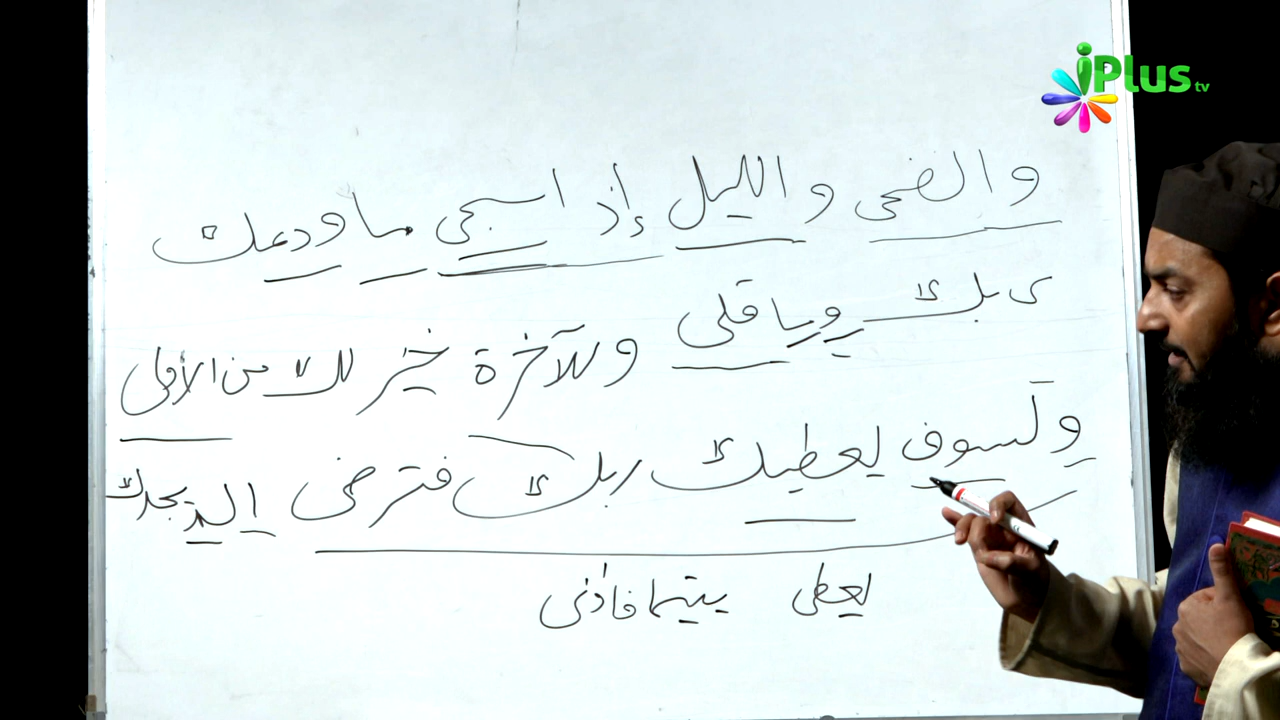 iPlus tv
والضحى والليل إذا سجى ما ودعك
ربك وما قلى وللآخرة خير لك من الأولى
ولسوف يعطيك ربك فترضى الم يجدك
يعطى يتيما فاوى